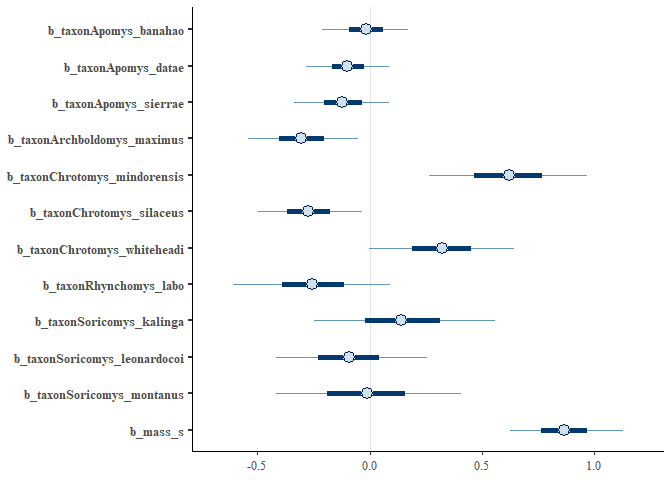 b_taxonApomys_banahao
b_taxonApomys_datae
b_taxonApomys_sierrae
b_taxonArchboldomys_maximus
b_taxonChrotomys_mindorensis
b_taxonChrotomys_silaceus
b_taxonChrotomys_whiteheadi
b_taxonRhynchomys_labo
b_taxonSoricomys_kalinga
b_taxonSoricomys_leonardocoi
b_taxonSoricomys_montanus
b_mass_s
-0.5 0.0 0.5 1.0